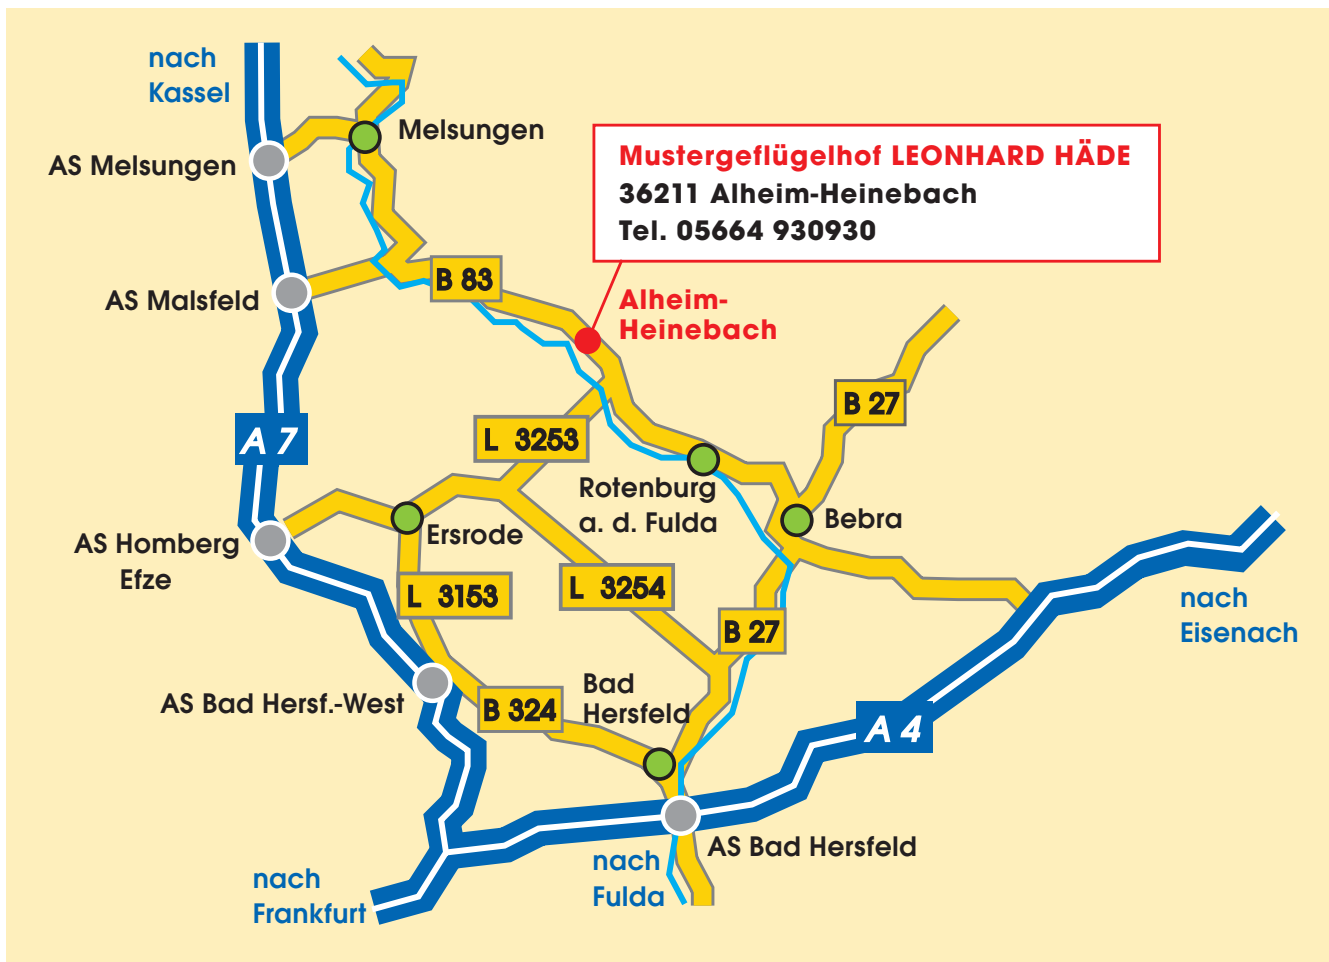 nach
Kassel
Melsungen
AS Melsungen
Mustergeflügelhof LEONHARD HÄDE
36211 Alheim-Heinebach
Tel. 05664 930930
B 83
AS Malsfeld
Alheim-
Heinebach
B 27
A 7
L 3253
Rotenburg
a. d. Fulda
Bebra
Ersrode
AS Homberg
Efze
L 3153
L 3254
nach
Eisenach
B 27
AS Bad Hersf.-West
Bad
Hersfeld
B 324
A 4
AS Bad Hersfeld
nach
Fulda
nach
Frankfurt